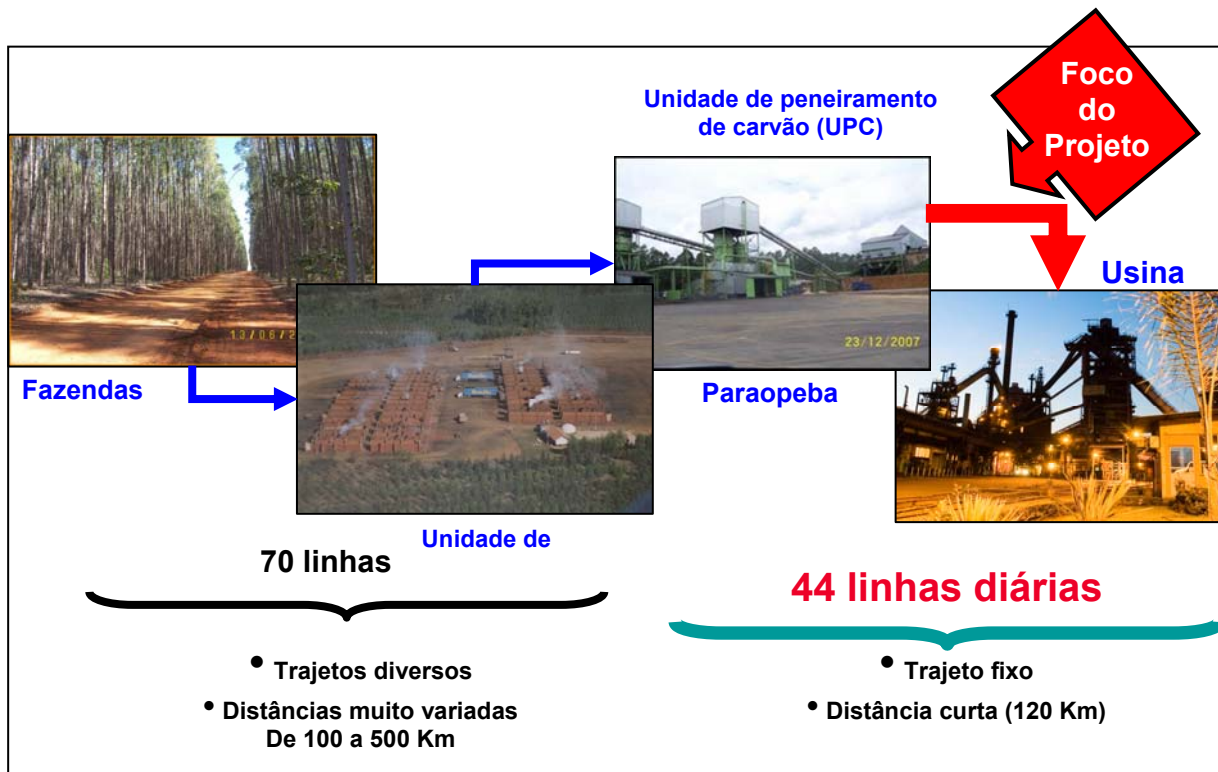 Foco
do
Projeto
Unidade de peneiramento
de carvão (UPC)
Usina
23/12/2007
Fazendas
Paraopeba
Unidade de
70 linhas
44 linhas diárias
• Trajetos diversos
• Distâncias muito variadas
De 100 a 500 Km
• Trajeto fixo
• Distância curta (120 Km)